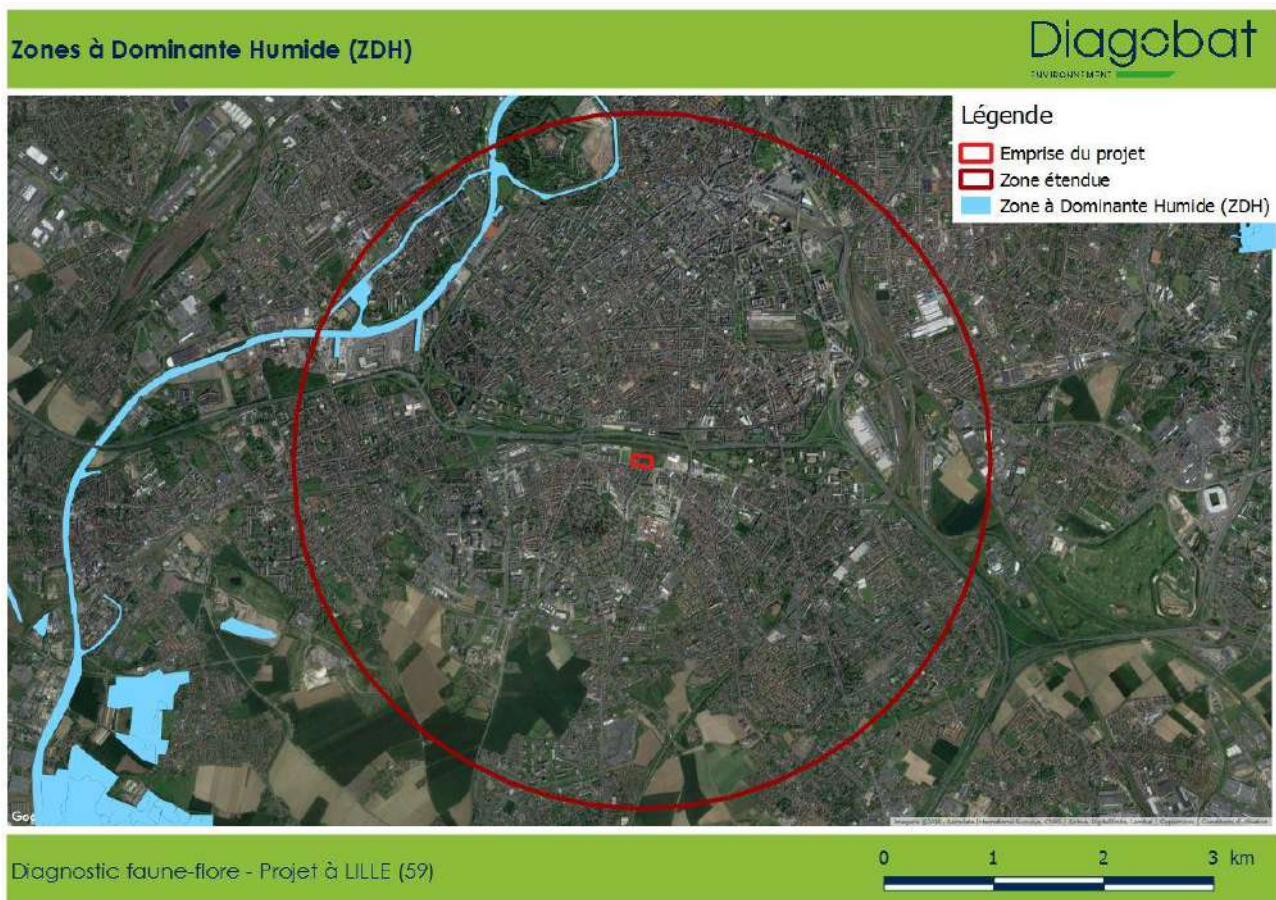 Zones à Dominante Humide (ZDH)
Diagobat
ENVIRONNEMENT
Légende
Emprise du projet
Zone étendue
Zone à Dominante Humide (ZDH)
Diagnostic faune-flore - Projet à LILLE (59)
0 1 2 3 km